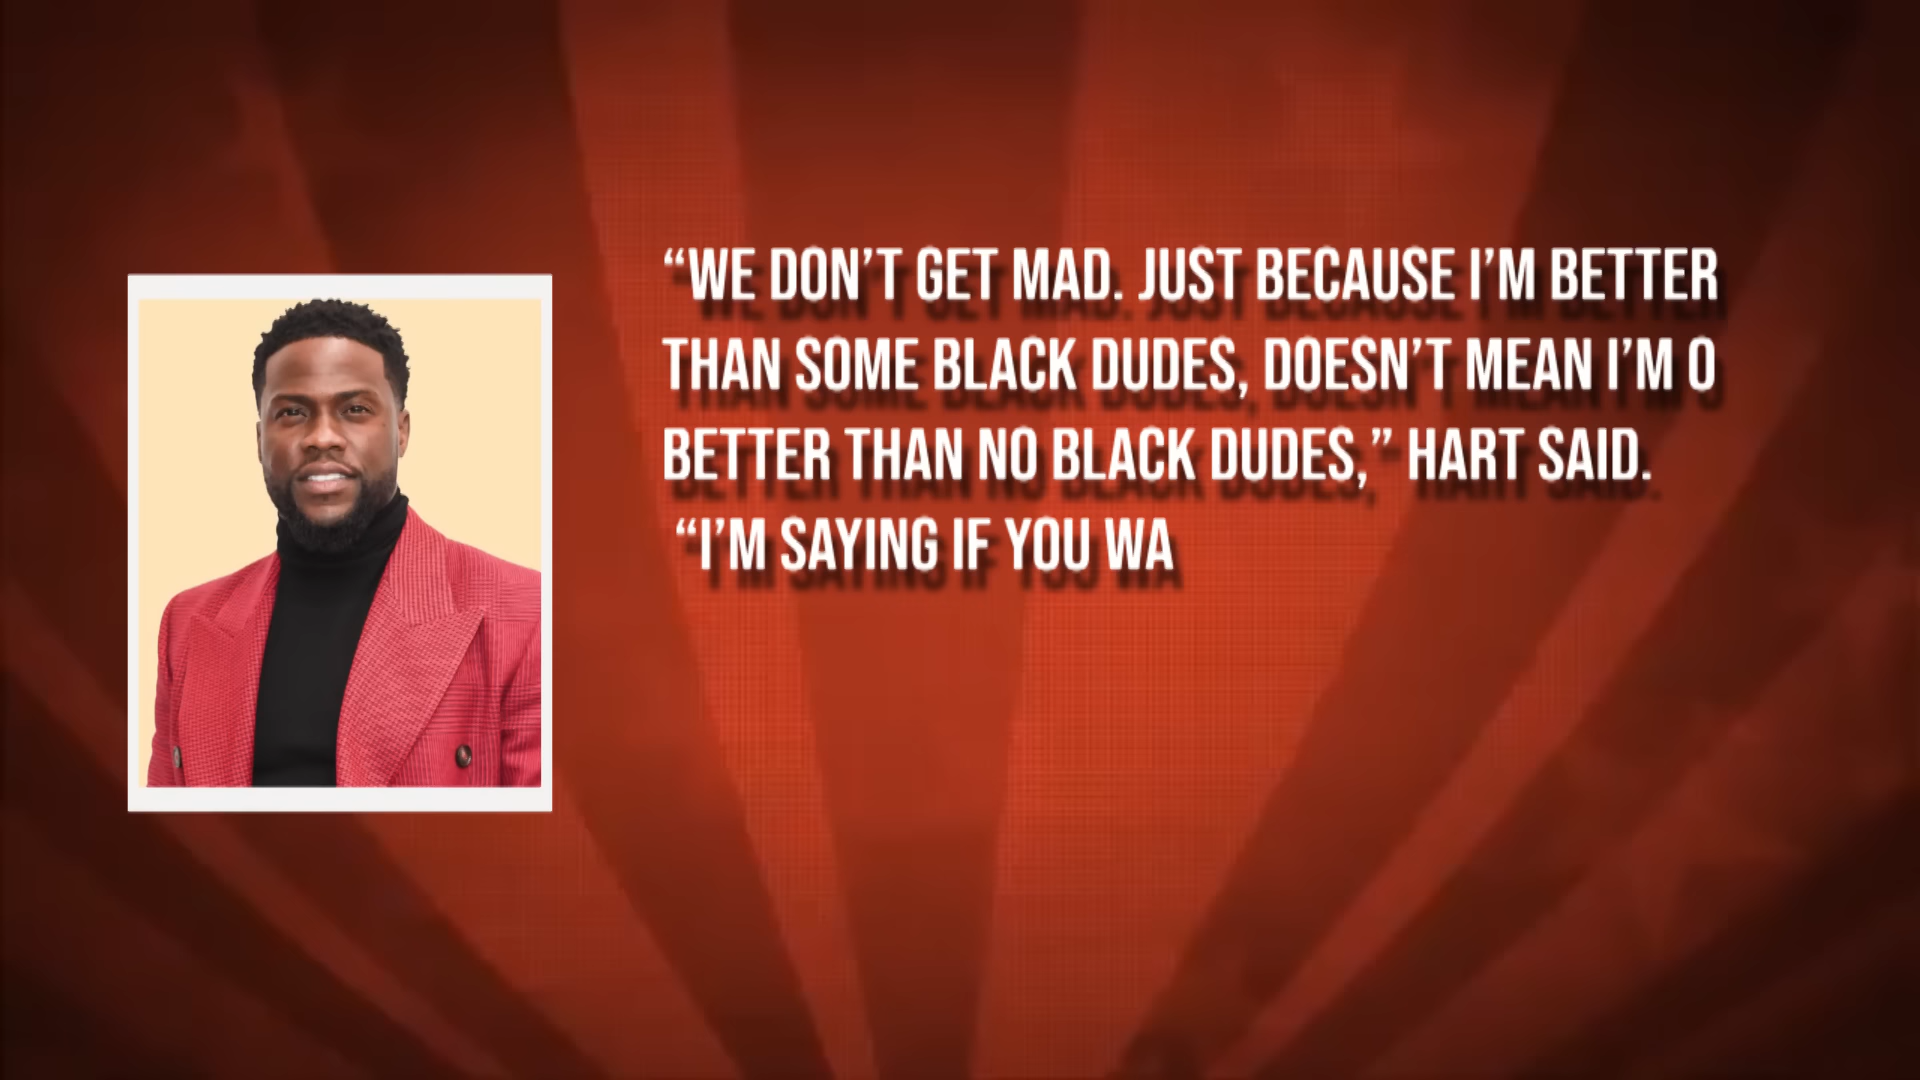 “WE DON’T GET MAD. JUST BECAUSE I’M BETTER
THAN SOME BLACK DUDES, DOESN’T MEAN I’M O
BETTER THAN NO BLACK DUDES,” HART SAID.
“I’M SAYING IF YOU WA